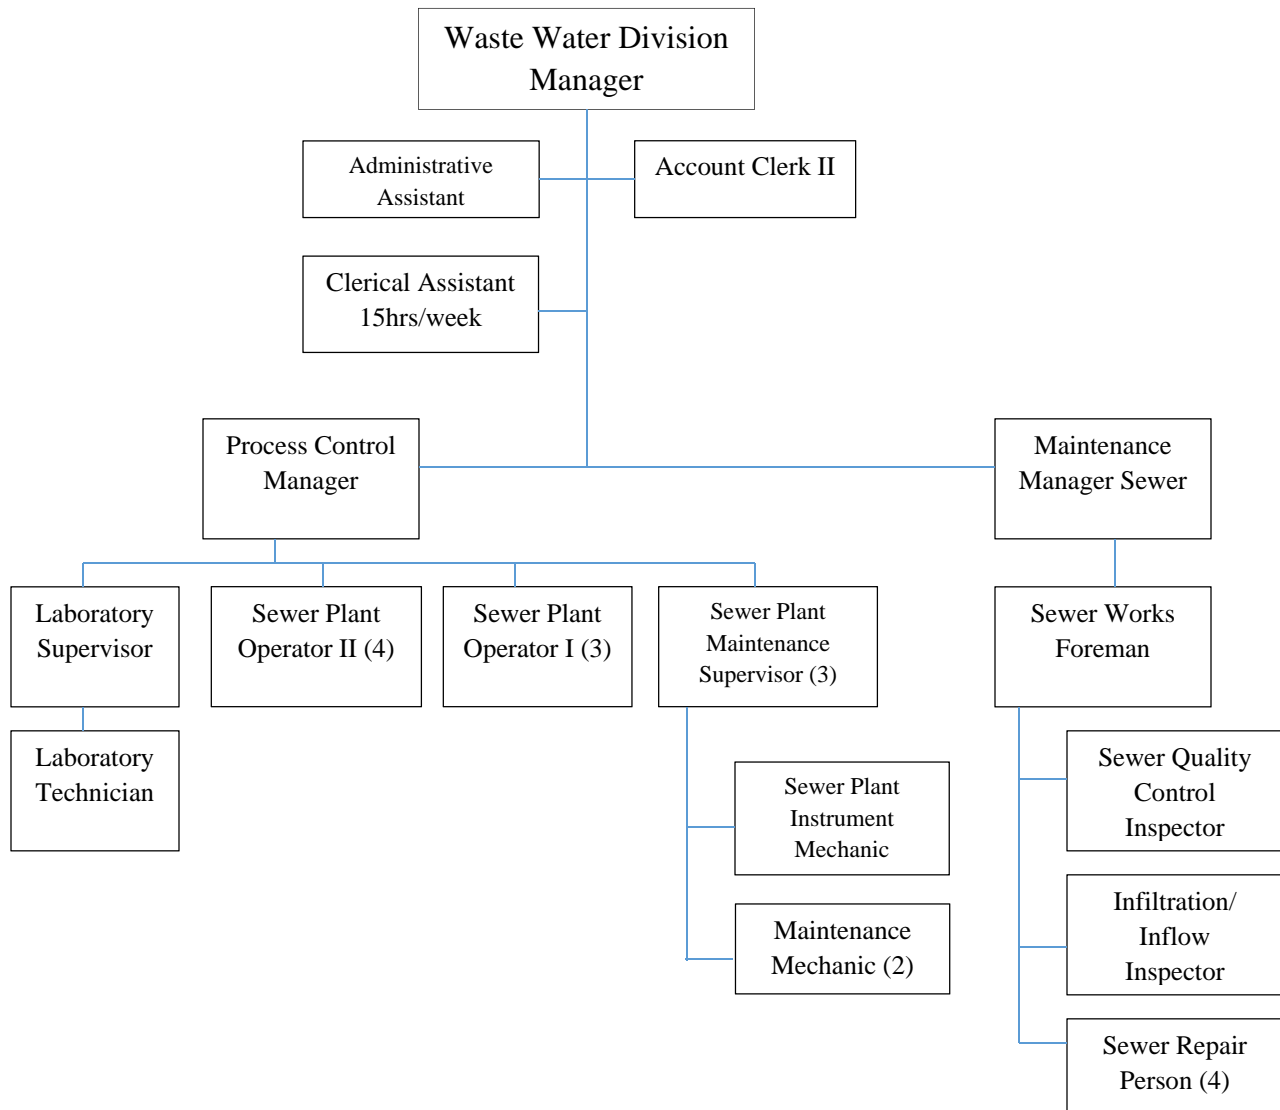 Waste Water Division
Manager
Administrative
Assistant
Account Clerk II
Clerical Assistant
15hrs/week
Process Control
Manager
Maintenance
Manager Sewer
Laboratory
Supervisor
Sewer Plant
Operator II (4)
Sewer Plant
Operator I (3)
Sewer Plant
Maintenance
Supervisor (3)
Sewer Works
Foreman
Laboratory
Technician
Sewer Plant
Instrument
Mechanic
Maintenance
Mechanic (2)
Sewer Quality
Control
Inspector
Infiltration/
Inflow
Inspector
Sewer Repair
Person (4)